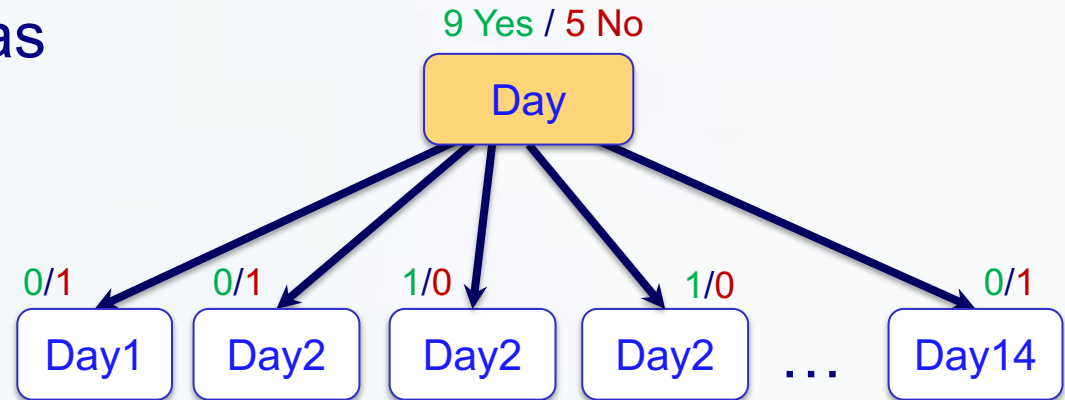 as
9 Yes / 5 No
Day
0/1 0/1 1/0 1/0 0/1
Day1 Day2 Day2 Day2 ... Day14